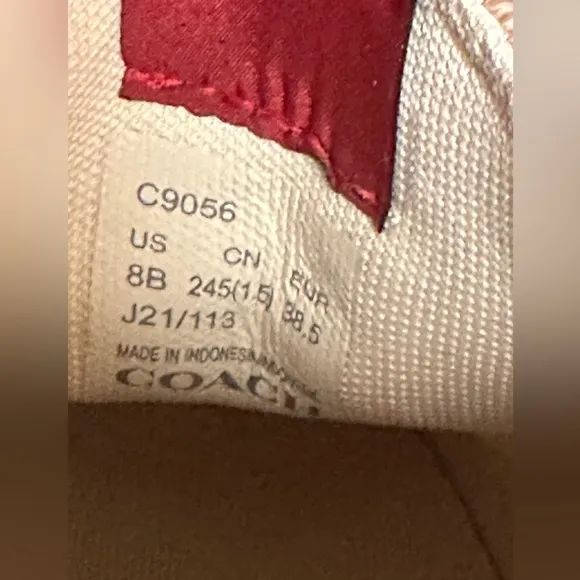 C9056
US CN EUR
8B 245(1.5) 38.5
J21/113
MADE IN INDONESIA
COACH